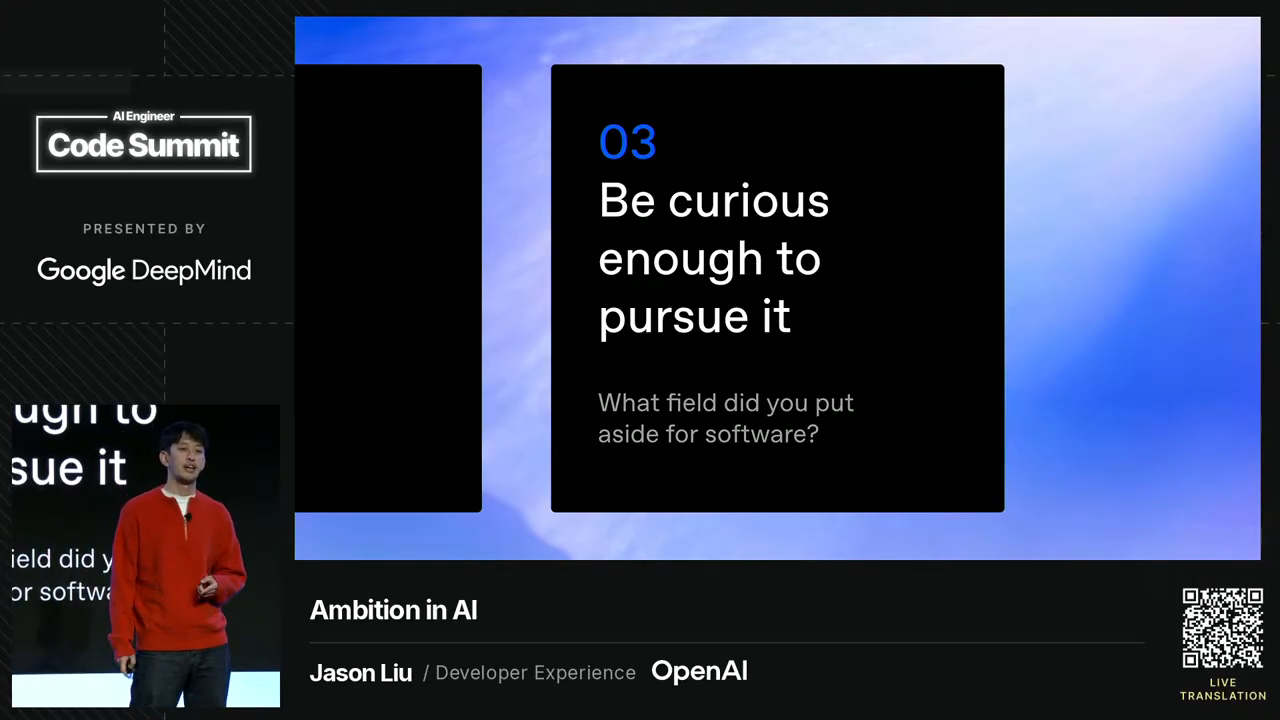 AI Engineer
Code Summit
PRESENTED BY
Google DeepMind
03
Be curious
enough to
pursue it
What field did you put
aside for software?
ugh to
sue it
ield did y
or softwa
Ambition in AI
Jason Liu / Developer Experience OpenAI
LIVE
TRANSLATION